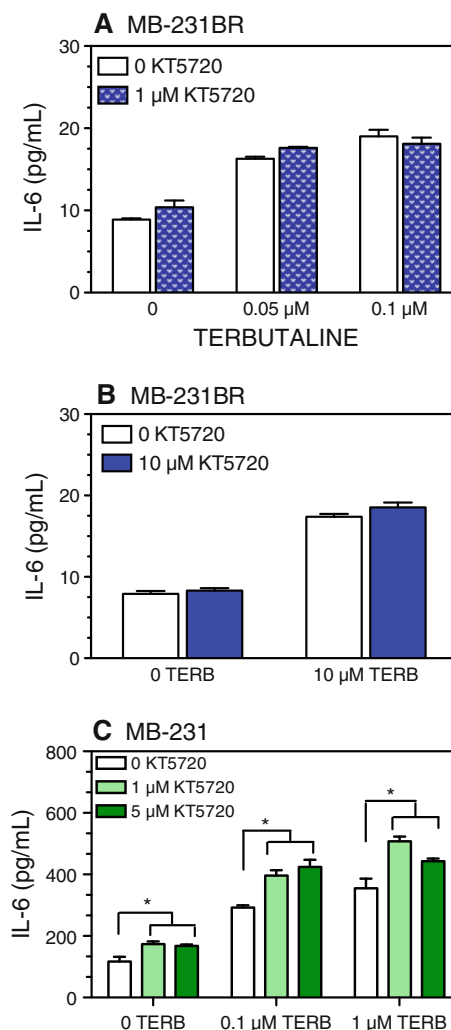 A MB-231BR
30
0 KT5720
1 µM KT5720
20
10
0
IL-6 (pg/mL)
0 0.05 µM 0.1 µM
TERBUTALINE
B MB-231BR
30
0 KT5720
10 µM KT5720
20
10
0
IL-6 (pg/mL)
0 TERB 10 µM TERB
C MB-231
800
0 KT5720
1 µM KT5720
5 µM KT5720
600
400
200
0
IL-6 (pg/mL)
* * *
0 TERB 0.1 µM TERB 1 µM TERB